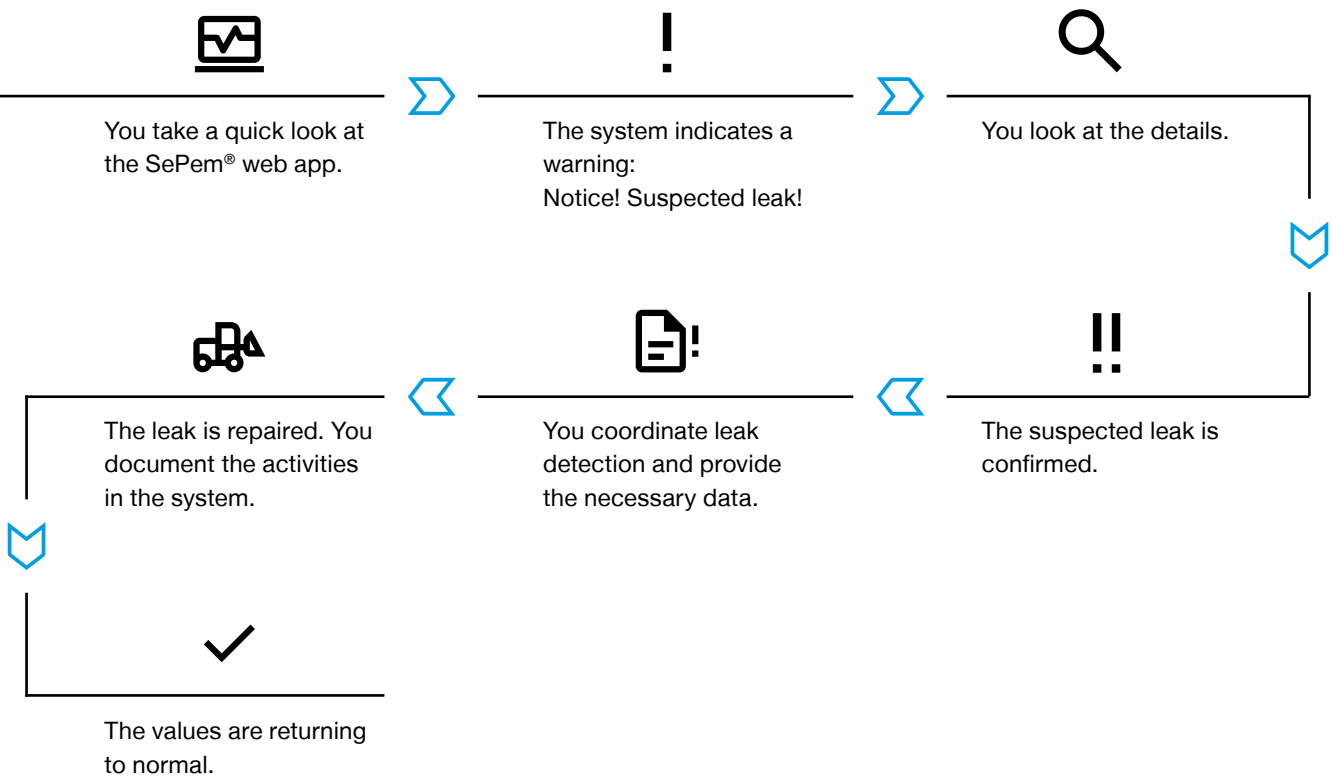 You take a quick look at
the SePem® web app.
The system indicates a
warning:
Notice! Suspected leak!
You look at the details.
The suspected leak is
confirmed.
You coordinate leak
detection and provide
the necessary data.
The leak is repaired. You
document the activities
in the system.
The values are returning
to normal.